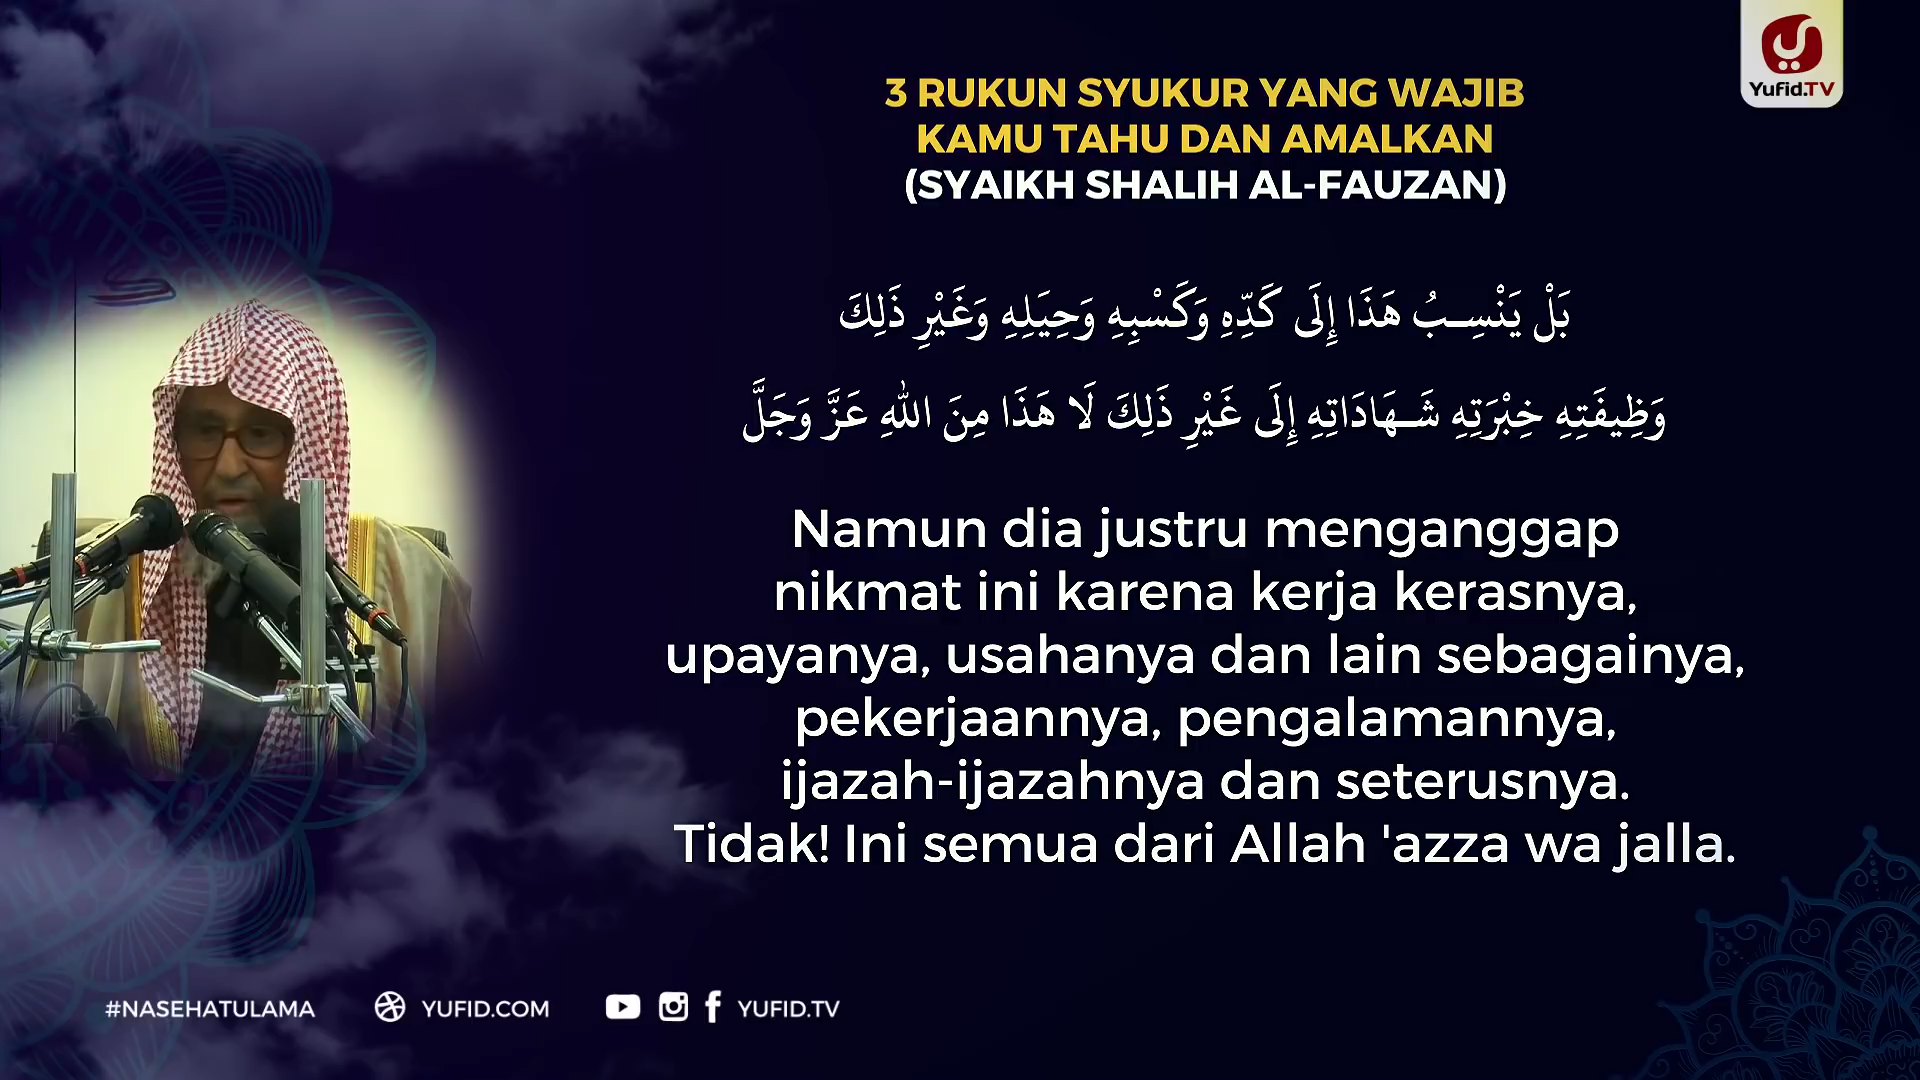 3 RUKUN SYUKUR YANG WAJIB
KAMU TAHU DAN AMALKAN
(SYAIKH SHALIH AL-FAUZAN)
Yufid.TV
بَلْ يَنْسِــبُ هَذَا إِلَى كَدِّهِ وَكَسْبِهِ وَحِيَلِهِ وَغَيْرِ ذَلِكَ
وَظِيفَتِهِ خِبْرَتِهِ شَــهَادَاتِهِ إِلَى غَيْرِ ذَلِكَ لَا هَذَا مِنَ اللهِ عَزَّ وَجَلَّ
Namun dia justru menganggap
nikmat ini karena kerja kerasnya,
upayanya, usahanya dan lain sebagainya,
pekerjaannya, pengalamannya,
ijazah-ijazahnya dan seterusnya.
Tidak! Ini semua dari Allah 'azza wa jalla.
#NASEHATULAMA YUFID.COM YUFID.TV